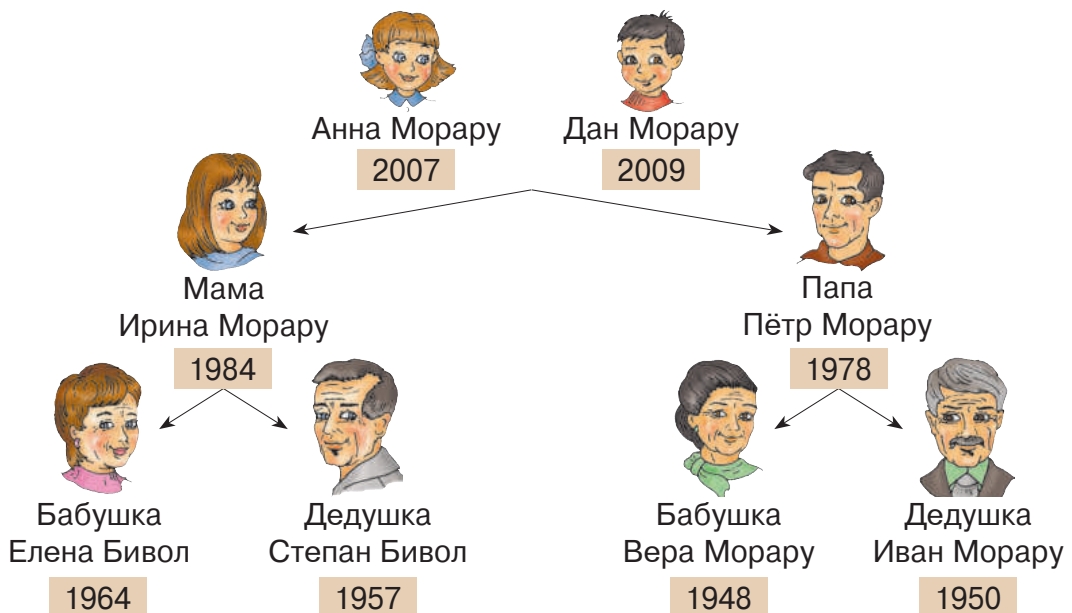 Анна Морару
2007
Дан Морару
2009
Мама
Ирина Морару
1984
Папа
Пётр Морару
1978
Бабушка
Елена Бивол
1964
Дедушка
Степан Бивол
1957
Бабушка
Вера Морару
1948
Дедушка
Иван Морару
1950